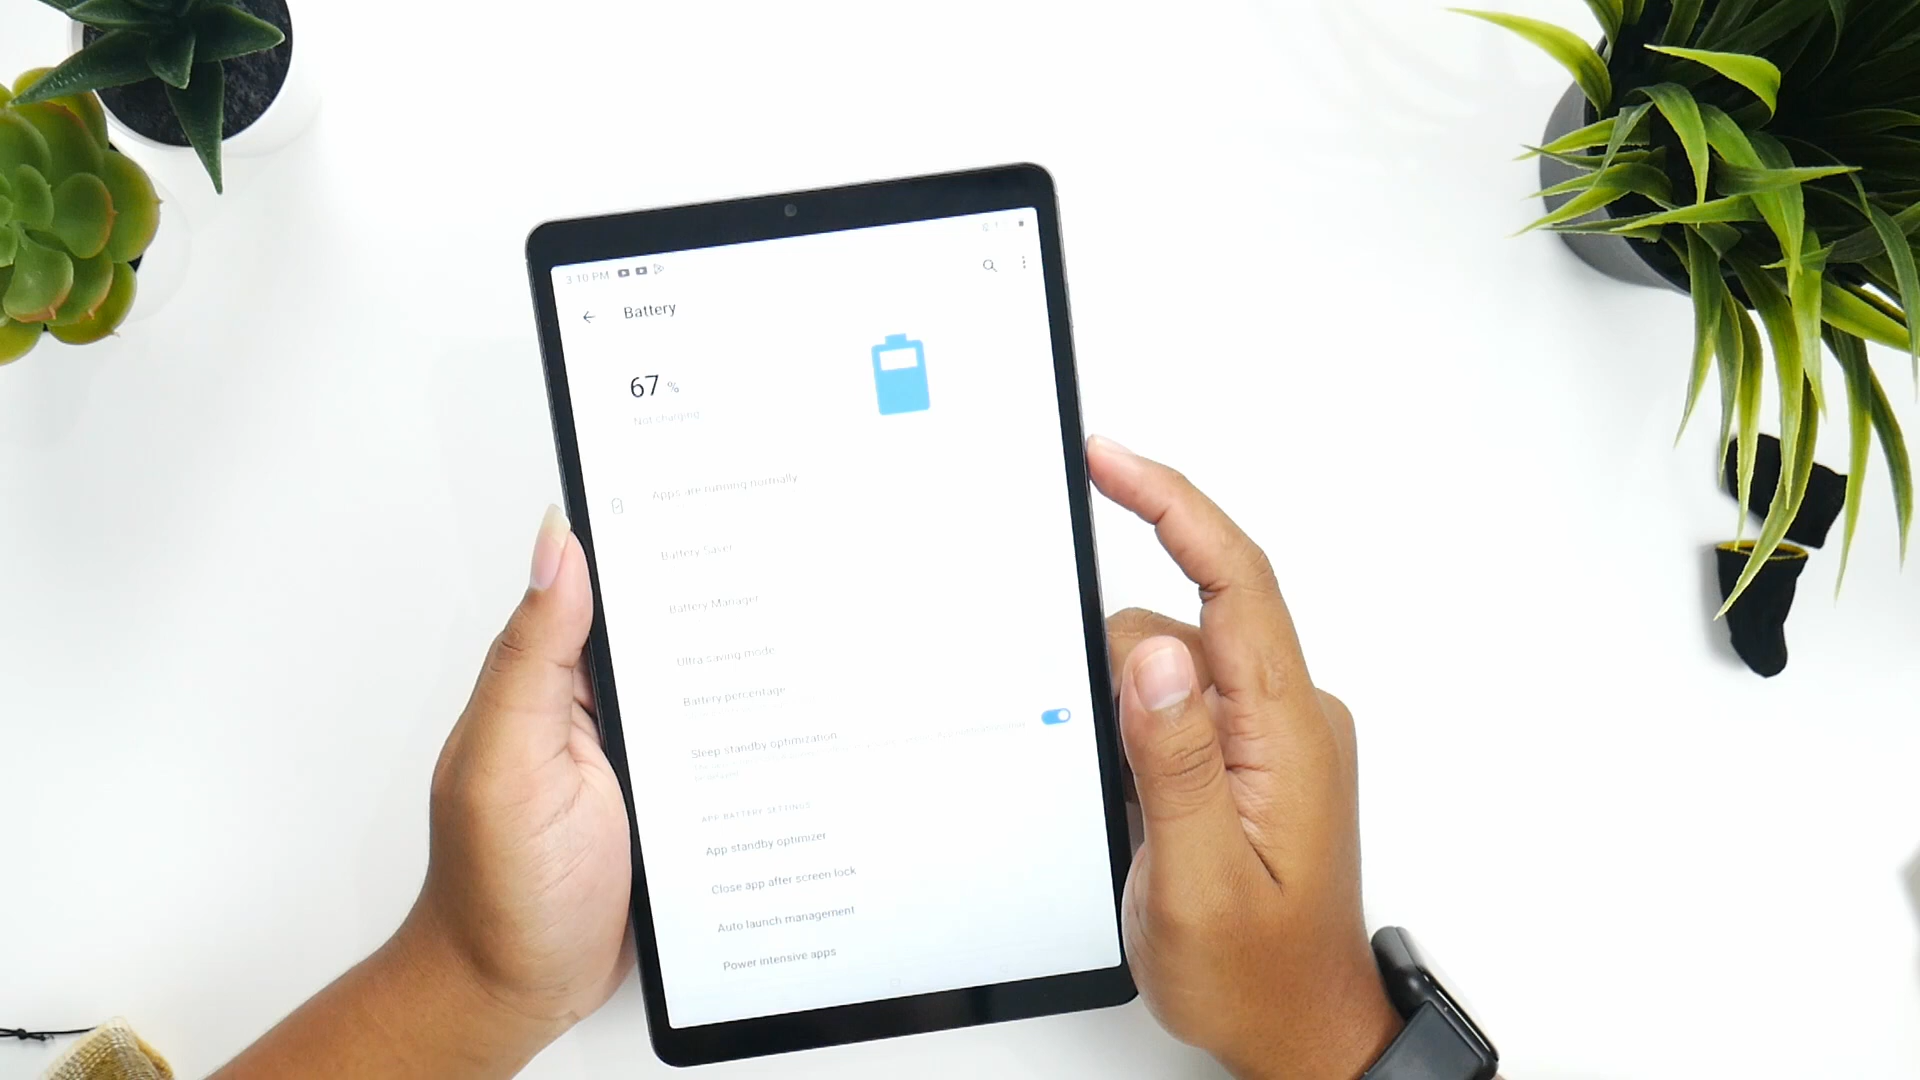 3:10 PM
Battery
67 %
Not charging
Apps are running normally
Battery Saver
Battery Manager
Ultra saving mode
Battery percentage
Sleep standby optimization
APP BATTERY SETTINGS
App standby optimizer
Close app after screen lock
Auto launch management
Power intensive apps